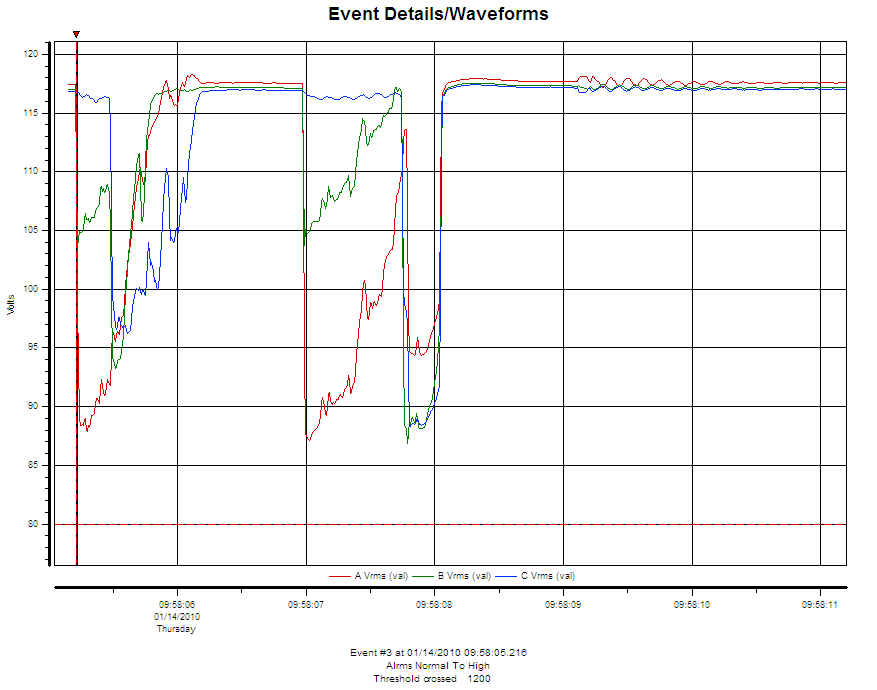 Event Details/Waveforms
120
115
110
105
100
95
90
85
80
Volts
A Vrms (val) B Vrms (val) C Vrms (val)
09:58:06 09:58:07 09:58:08 09:58:09 09:58:10 09:58:11
01/14/2010
Thursday
Event #3 at 01/14/2010 09:58:05.216
AIrms Normal To High
Threshold crossed 1200